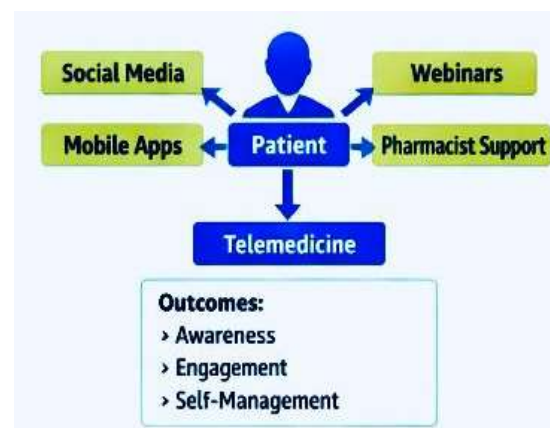 Social Media
Webinars
Mobile Apps
Patient
Pharmacist Support
Telemedicine
Outcomes:
› Awareness
› Engagement
› Self-Management